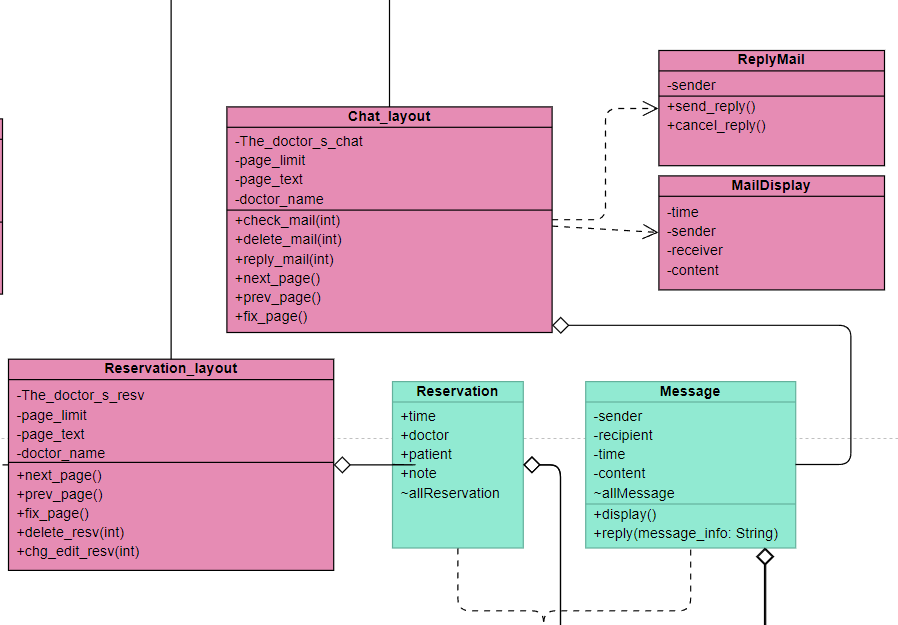 Chat_layout
-The_doctor_s_chat
-page_limit
-page_text
-doctor_name
+check_mail(int)
+delete_mail(int)
+reply_mail(int)
+next_page()
+prev_page()
+fix_page()
ReplyMail
-sender
+send_reply()
+cancel_reply()
MailDisplay
-time
-sender
-receiver
-content
Reservation_layout
-The_doctor_s_resv
-page_limit
-page_text
-doctor_name
+next_page()
+prev_page()
+fix_page()
+delete_resv(int)
+chg_edit_resv(int)
Reservation
+time
+doctor
+patient
+note
~allReservation
Message
-sender
-recipient
-time
-content
~allMessage
+display()
+reply(message_info: String)